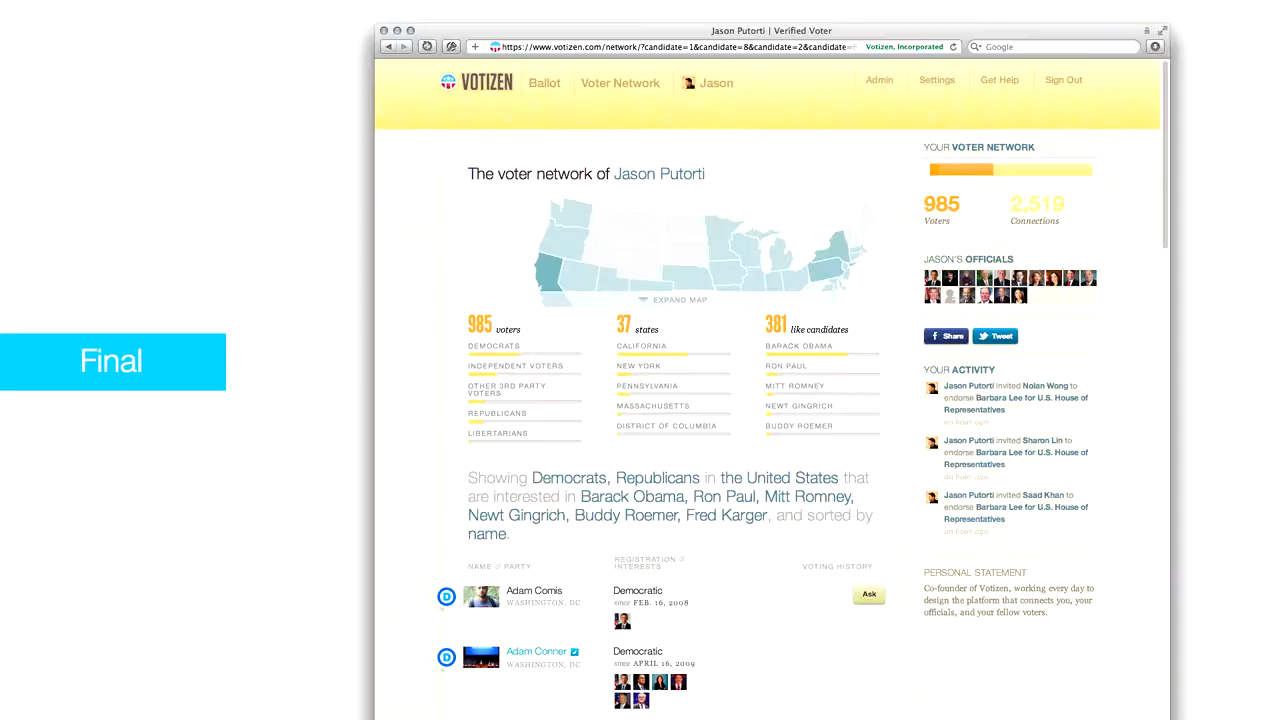 Final
Jason Putorti | Verified Voter
https://www.votizen.com/network/?candidate=1&candidate=8&candidate=2&candidate=
Votizen, Incorporated
Google
VOTIZEN
Ballot
Voter Network
Jason
Admin
Settings
Get Help
Sign Out
The voter network of Jason Putorti
EXPAND MAP
985 voters
DEMOCRATS
INDEPENDENT VOTERS
OTHER 3RD PARTY
VOTERS
REPUBLICANS
LIBERTARIANS
37 states
CALIFORNIA
NEW YORK
PENNSYLVANIA
MASSACHUSETTS
DISTRICT OF COLUMBIA
381 like candidates
BARACK OBAMA
RON PAUL
MITT ROMNEY
NEWT GINGRICH
BUDDY ROEMER
Showing Democrats, Republicans in the United States that
are interested in Barack Obama, Ron Paul, Mitt Romney,
Newt Gingrich, Buddy Roemer, Fred Karger, and sorted by
name.
NAME & PARTY
REGISTRATION &
INTERESTS
VOTING HISTORY
D
Adam Comis
WASHINGTON, DC
Democratic
since FEB. 16, 2008
Ask
D
Adam Conner
WASHINGTON, DC
Democratic
since APRIL 16, 2009
YOUR VOTER NETWORK
985
Voters
2,519
Connections
JASON'S OFFICIALS
Share
Tweet
YOUR ACTIVITY
Jason Putorti invited Nolan Wong to
endorse Barbara Lee for U.S. House of
Representatives
an hour ago
Jason Putorti invited Sharon Lin to
endorse Barbara Lee for U.S. House of
Representatives
an hour ago
Jason Putorti invited Saad Khan to
endorse Barbara Lee for U.S. House of
Representatives
an hour ago
PERSONAL STATEMENT
Co-founder of Votizen, working every day to
design the platform that connects you, your
officials, and your fellow voters.